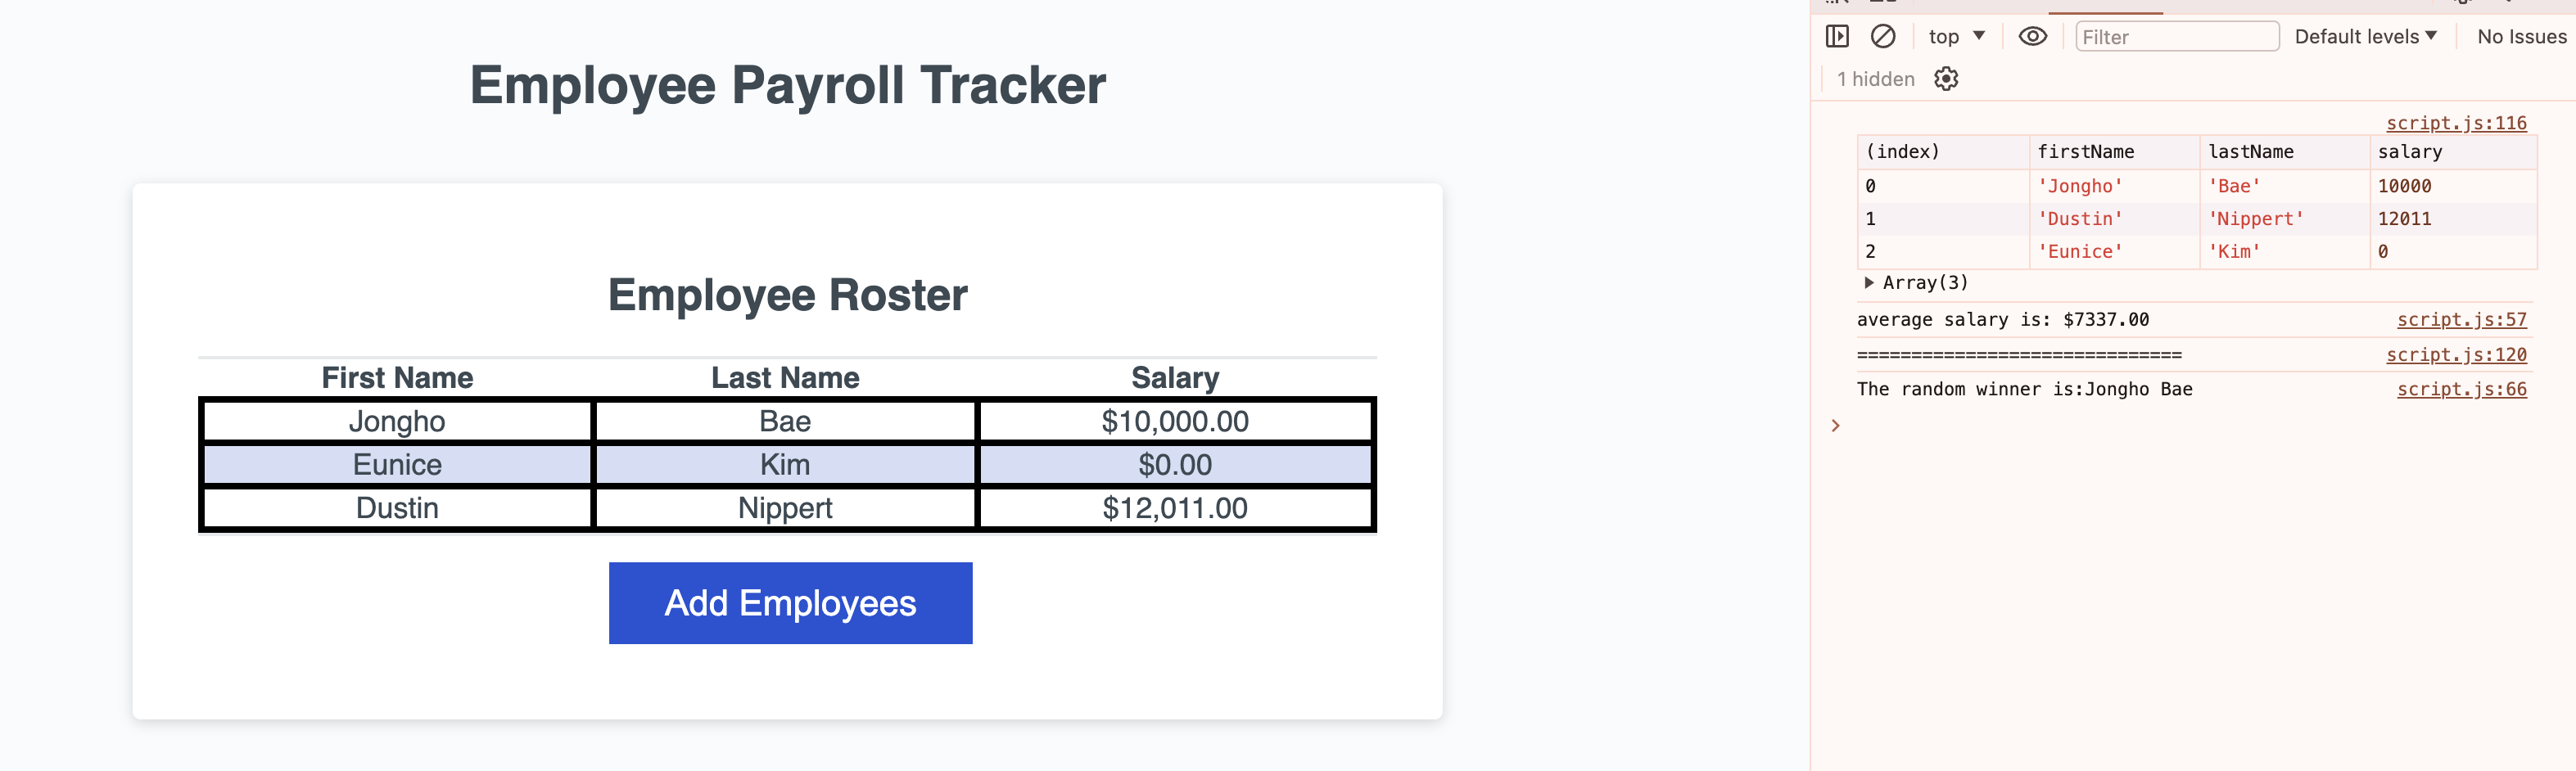 Employee Payroll Tracker
Employee Roster
First Name Last Name Salary
Jongho Bae $10,000.00
Eunice Kim $0.00
Dustin Nippert $12,011.00
Add Employees
top Filter Default levels No Issues
1 hidden
script.js:116
(index) firstName lastName salary
0 'Jongho' 'Bae' 10000
1 'Dustin' 'Nippert' 12011
2 'Eunice' 'Kim' 0
Array(3)
average salary is: $7337.00 script.js:57
============================== script.js:120
The random winner is:Jongho Bae script.js:66